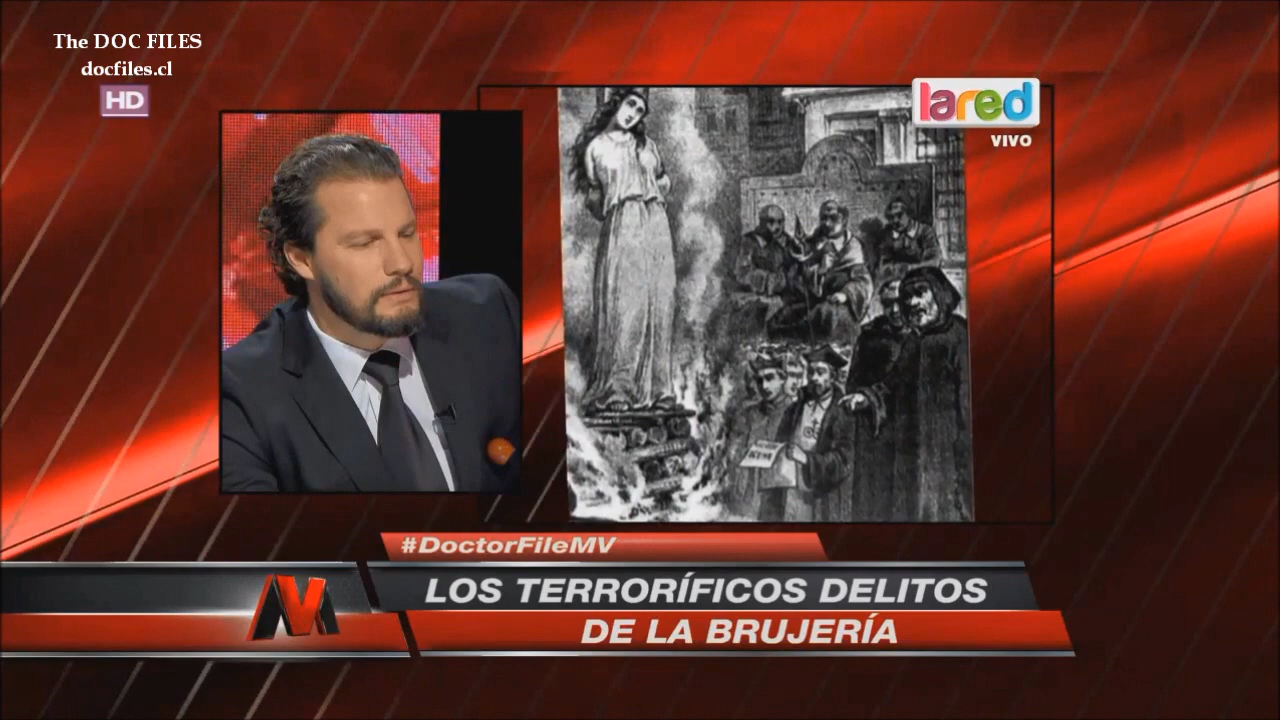 The DOC FILES
docfiles.cl
HD
lared
VIVO
#DoctorFileMV
LOS TERRORÍFICOS DELITOS
DE LA BRUJERÍA